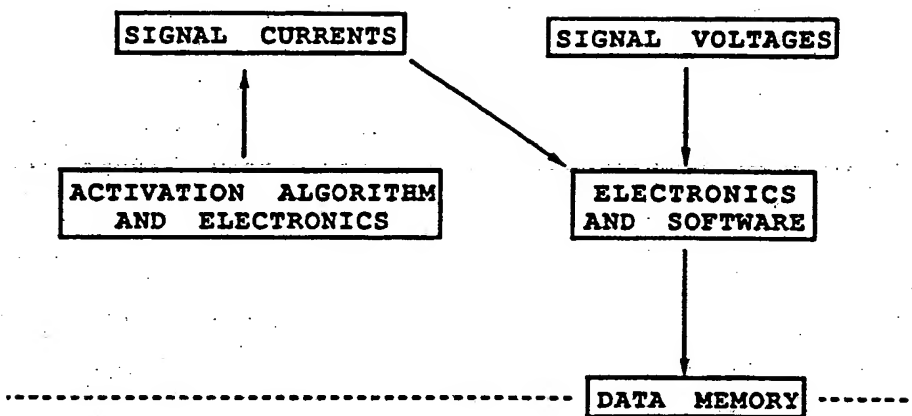 SIGNAL CURRENTS
SIGNAL VOLTAGES
ACTIVATION ALGORITHM
AND ELECTRONICS
ELECTRONICS
AND SOFTWARE
DATA MEMORY